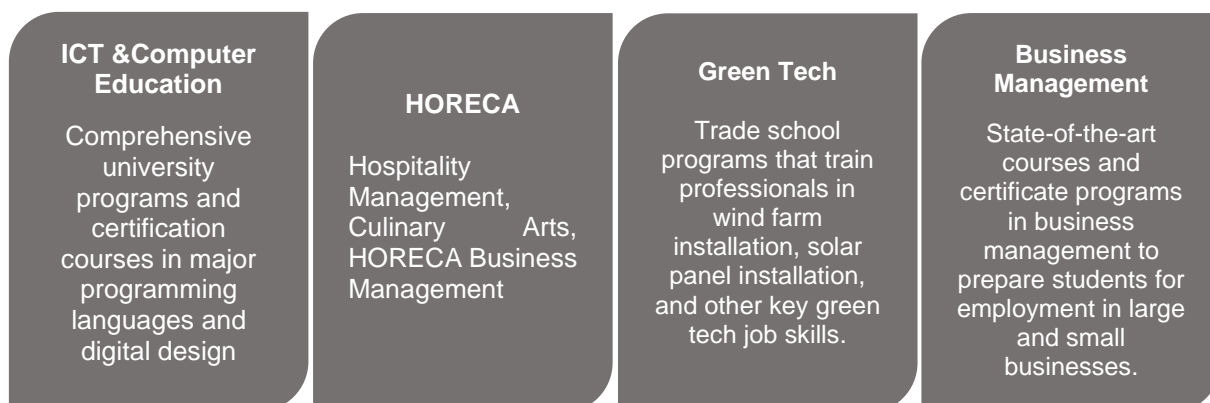 ICT &Computer
Education
Comprehensive
university
programs and
certification
courses in major
programming
languages and
digital design
HORECA
Hospitality
Management,
Culinary Arts,
HORECA Business
Management
Green Tech
Trade school
programs that train
professionals in
wind farm
installation, solar
panel installation,
and other key green
tech job skills.
Business
Management
State-of-the-art
courses and
certificate programs
in business
management to
prepare students for
employment in large
and small
businesses.